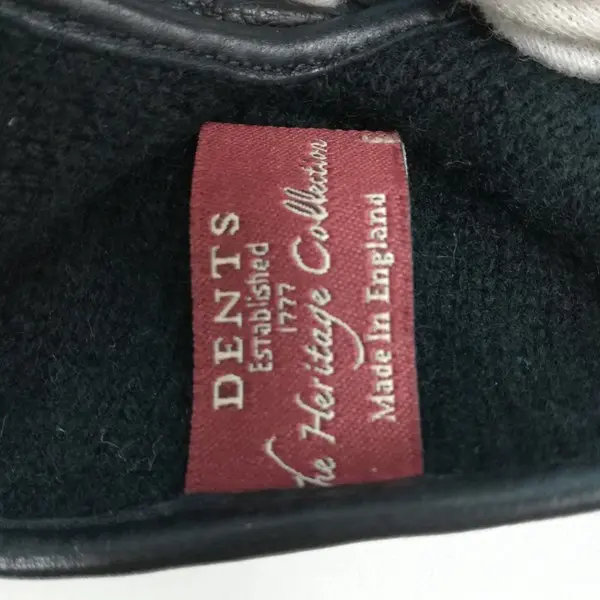 DENTS
ESTablished
1777
The Heritage Collection
Made In England